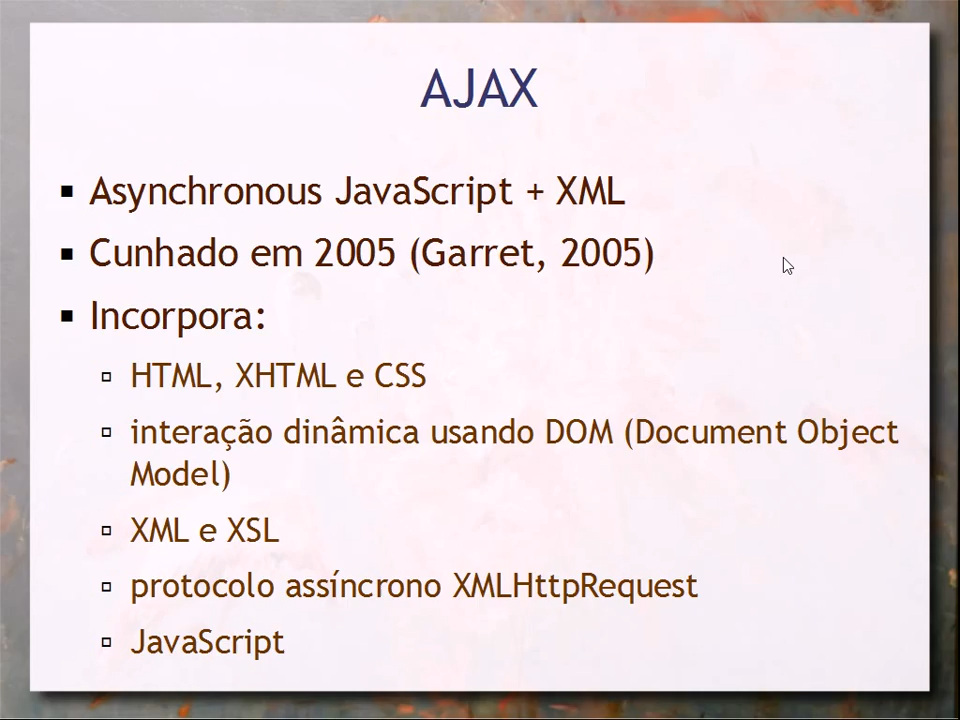 AJAX
Asynchronous JavaScript + XML
Cunhado em 2005 (Garret, 2005)
Incorpora:
HTML, XHTML e CSS
interação dinâmica usando DOM (Document Object
Model)
XML e XSL
protocolo assíncrono XMLHttpRequest
JavaScript